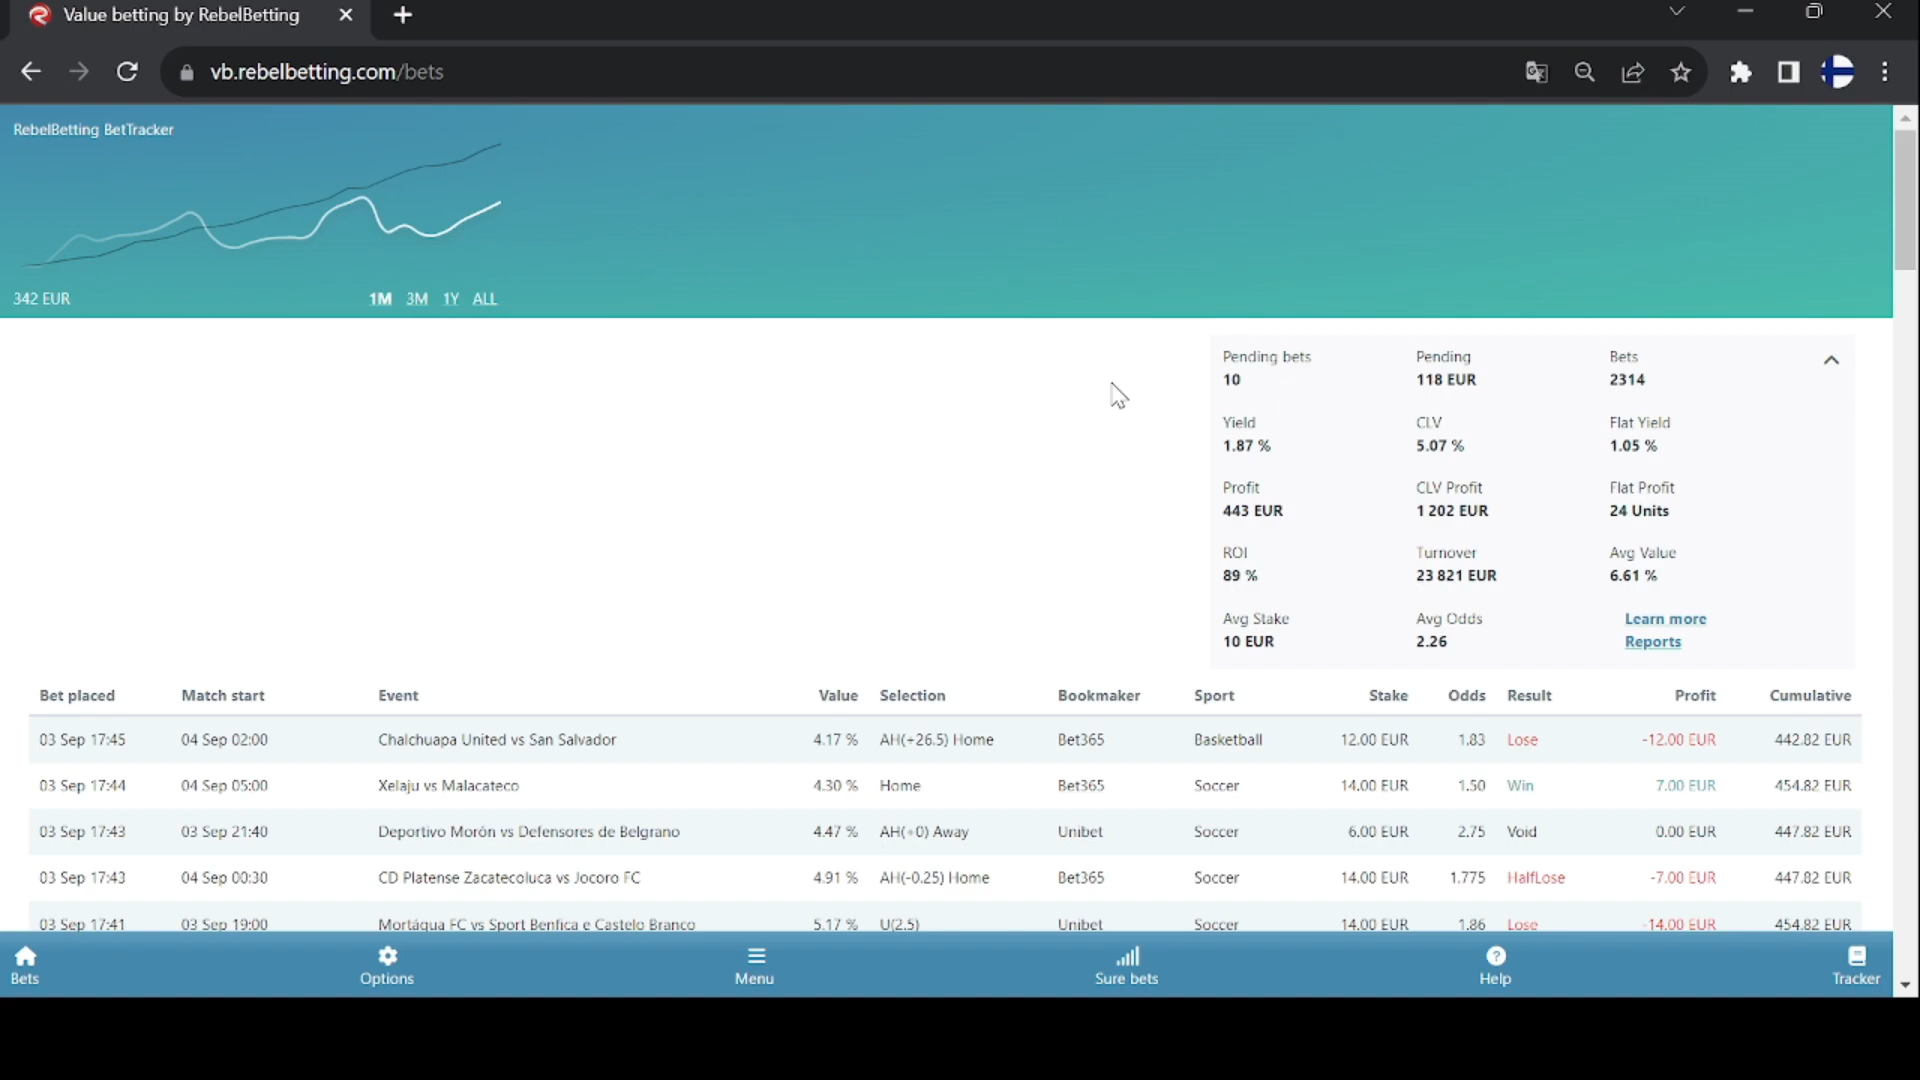 Value betting by RebelBetting
vb.rebelbetting.com/bets
RebelBetting BetTracker
342 EUR 1M 3M 1Y ALL
Pending bets Pending Bets
10 118 EUR 2314
Yield CLV Flat Yield
1.87 % 5.07 % 1.05 %
Profit CLV Profit Flat Profit
443 EUR 1 202 EUR 24 Units
ROI Turnover Avg Value
89 % 23 821 EUR 6.61 %
Avg Stake Avg Odds Learn more
10 EUR 2.26 Reports
Bet placed Match start Event Value Selection Bookmaker Sport Stake Odds Result Profit Cumulative
03 Sep 17:45 04 Sep 02:00 Chalchuapa United vs San Salvador 4.17 % AH(+26.5) Home Bet365 Basketball 12.00 EUR 1.83 Lose -12.00 EUR 442.82 EUR
03 Sep 17:44 04 Sep 05:00 Xelaju vs Malacateco 4.30 % Home Bet365 Soccer 14.00 EUR 1.50 Win 7.00 EUR 454.82 EUR
03 Sep 17:43 03 Sep 21:40 Deportivo Morón vs Defensores de Belgrano 4.47 % AH(+0) Away Unibet Soccer 6.00 EUR 2.75 Void 0.00 EUR 447.82 EUR
03 Sep 17:43 04 Sep 00:30 CD Platense Zacatecoluca vs Jocoro FC 4.91 % AH(-0.25) Home Bet365 Soccer 14.00 EUR 1.775 HalfLose -7.00 EUR 447.82 EUR
03 Sep 17:41 03 Sep 19:00 Mortágua FC vs Sport Benfica e Castelo Branco 5.17 % U(2.5) Unibet Soccer 14.00 EUR 1.86 Lose -14.00 EUR 454.82 EUR
Bets Options Menu Sure bets Help Tracker